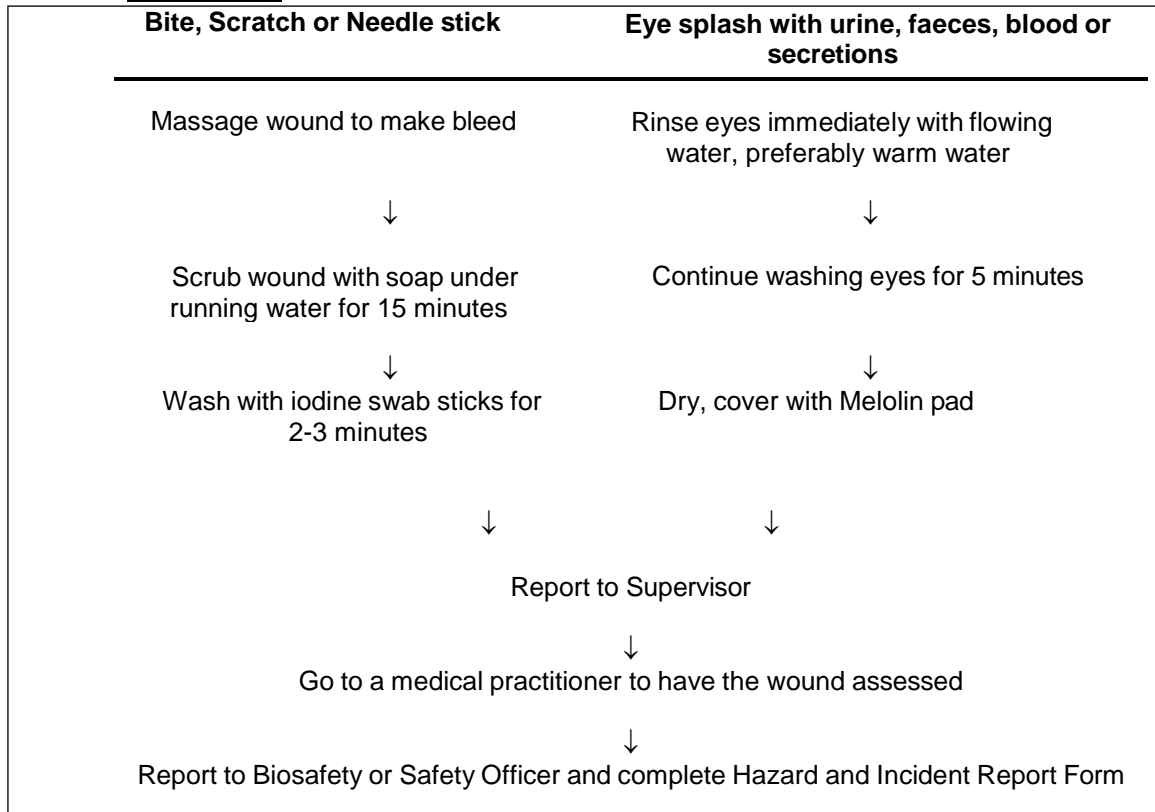 Bite, Scratch or Needle stick
Eye splash with urine, faeces, blood or
secretions
Massage wound to make bleed
Rinse eyes immediately with flowing
water, preferably warm water
↓
↓
Scrub wound with soap under
running water for 15 minutes
Continue washing eyes for 5 minutes
↓
↓
Wash with iodine swab sticks for
2-3 minutes
Dry, cover with Melolin pad
↓
↓
Report to Supervisor
↓
Go to a medical practitioner to have the wound assessed
↓
Report to Biosafety or Safety Officer and complete Hazard and Incident Report Form